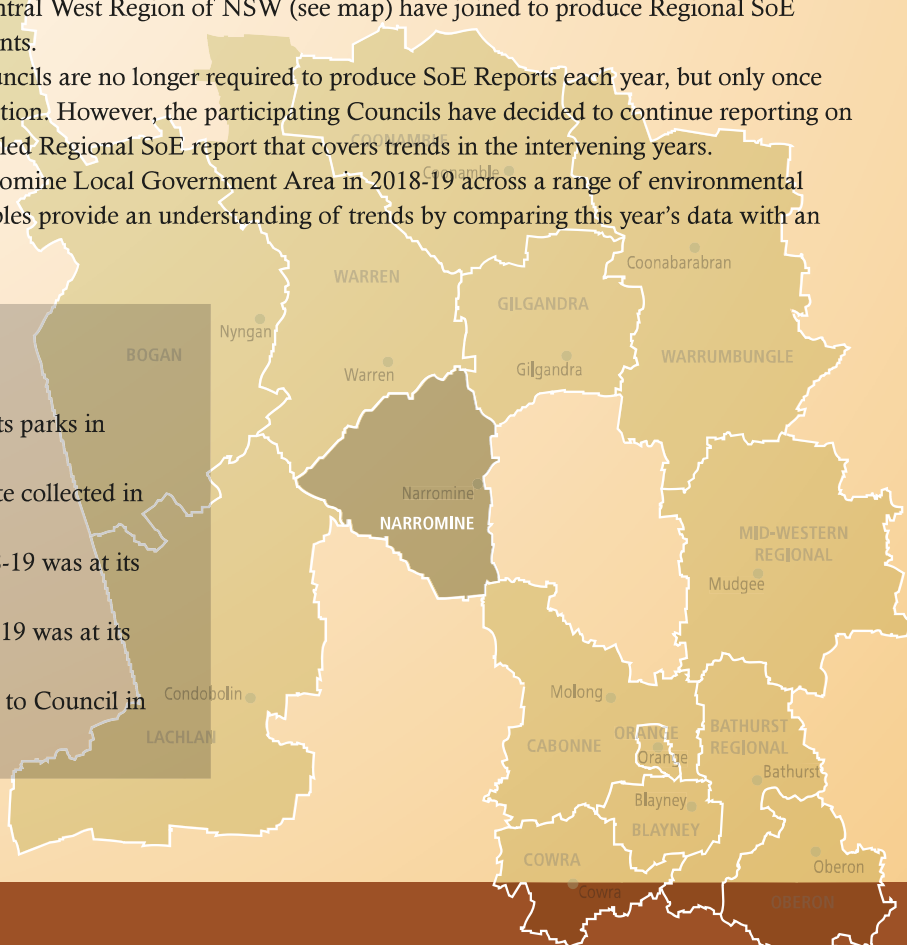 ntral West Region of NSW (see map) have joined to produce Regional SoE
nts.
uncils are no longer required to produce SoE Reports each year, but only once
tion. However, the participating Councils have decided to continue reporting on
led Regional SoE report that covers trends in the intervening years.
omine Local Government Area in 2018-19 across a range of environmental
bles provide an understanding of trends by comparing this year's data with an
COONAMBLE
Coonamble
Coonabarabran
WARREN
GILGANDRA
Nyngan
BOGAN
WARRUMBUNGLE
Gilgandra
Warren
ts parks in
te collected in
Narromine
NARROMINE
MID-WESTERN
REGIONAL
8-19 was at its
Mudgee
19 was at its
Condobolin
Molong
to Council in
LACHLAN
CABONNE
ORANGE
Orange
BATHURST
REGIONAL
Bathurst
Blayney
BLAYNEY
COWRA
Oberon
Cowra
OBERON